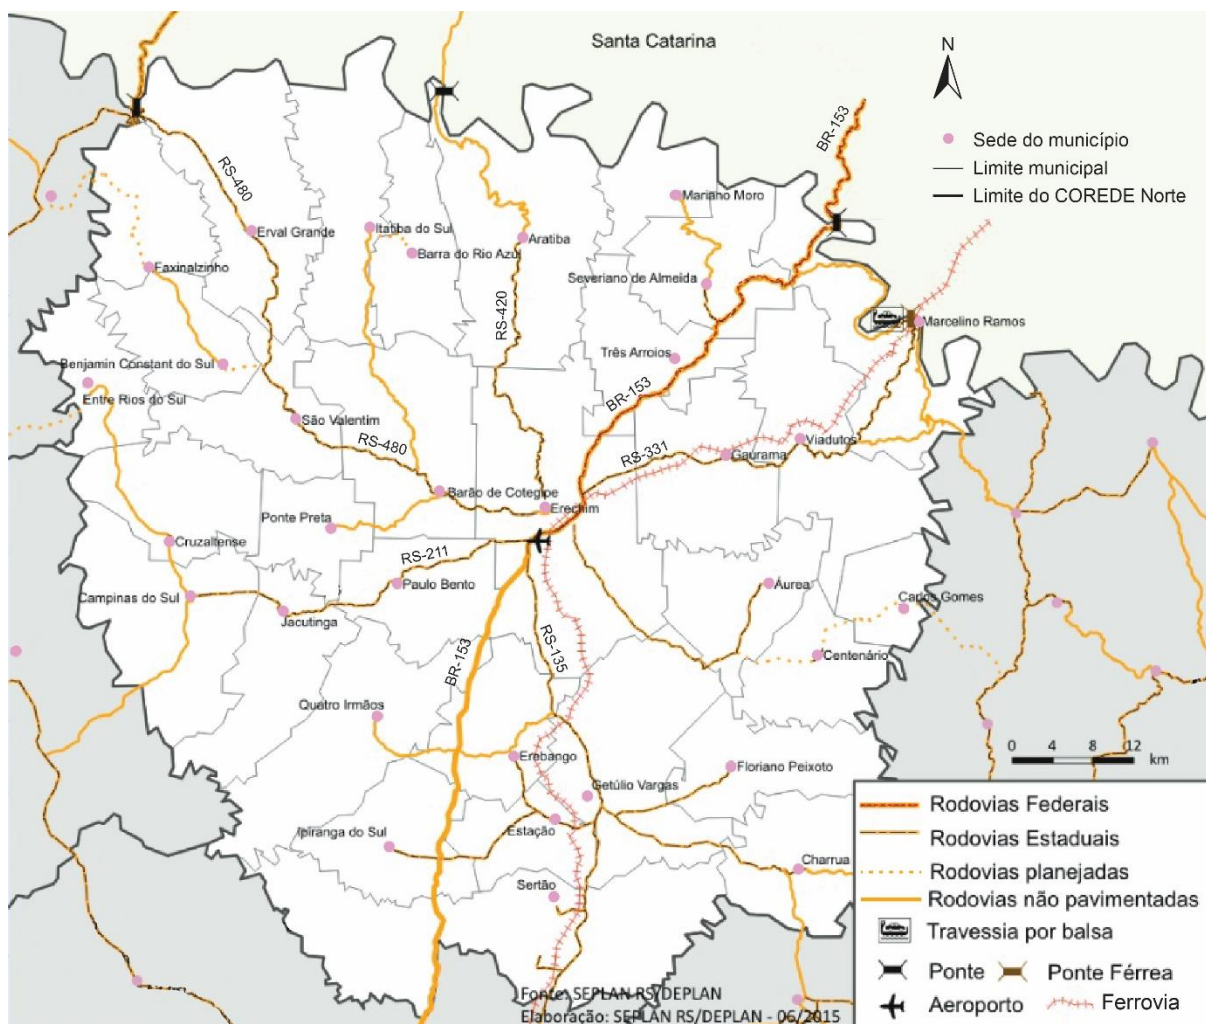 Santa Catarina
N
BR-153
Sede do município
Limite municipal
Limite do COREDE Norte
RS-480
Mariano Moro
Erval Grande
Itatiba do Sul
Aratiba
Barra do Rio Azul
Faxinalzinho
Severiano de Almeida
RS-420
Marcelino Ramos
Três Arroios
Benjamin Constant do Sul
BR-153
Entre Rios do Sul
São Valentim
RS-480
RS-331
Viadutos
Gaurama
Barão de Cotegipe
Erechim
Ponte Preta
Cruzaltense
RS-211
Paulo Bento
Áurea
Campinas do Sul
Carlos Gomes
Jacutinga
RS-135
BR-153
Centenário
Quatro Irmãos
Erebango
Floriano Peixoto
0 4 8 12
km
Getúlio Vargas
Ipiranga do Sul
Estação
Charrua
Sertão
Rodovias Federais
Rodovias Estaduais
Rodovias planejadas
Rodovias não pavimentadas
Travessia por balsa
Ponte
Ponte Férrea
Aeroporto
Ferrovia
Fonte: SEPLAN RS/DEPLAN
Elaboração: SEPLAN RS/DEPLAN - 06/2015